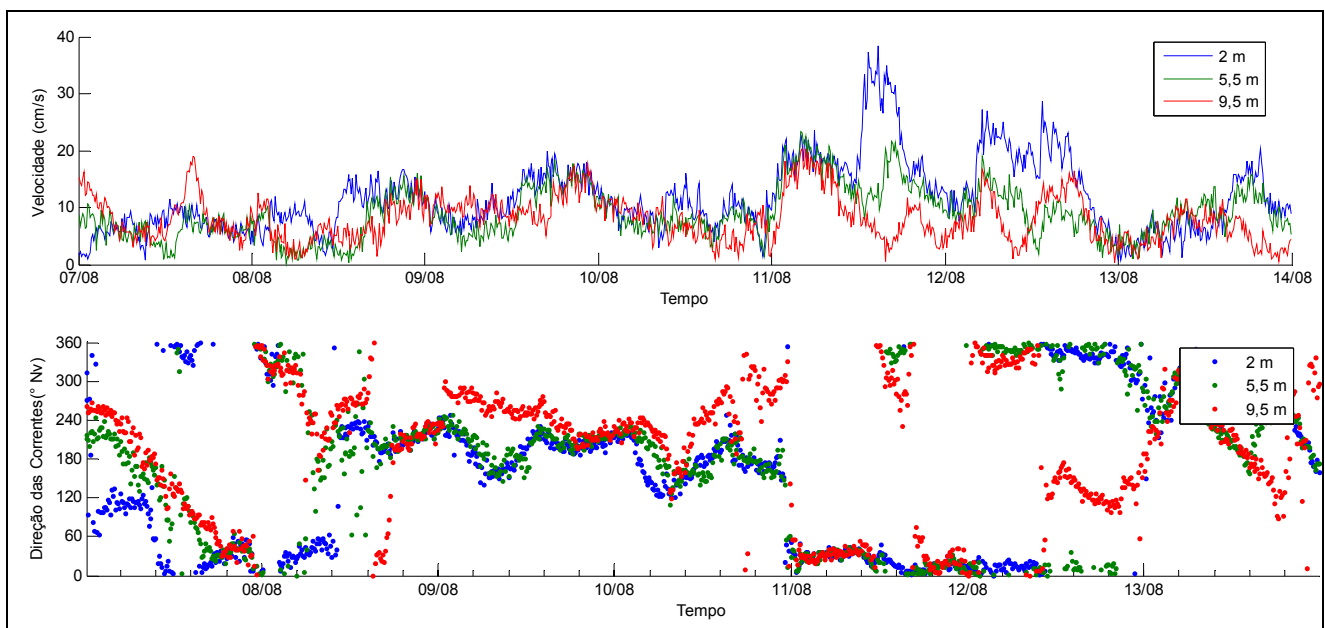 40
30
20
10
0
Velocidade (cm/s)
2 m
5,5 m
9,5 m
07/08 08/08 09/08 10/08 11/08 12/08 13/08 14/08
Tempo
360
300
240
180
120
60
0
Direção das Correntes(° Nv)
2 m
5,5 m
9,5 m
08/08 09/08 10/08 11/08 12/08 13/08
Tempo